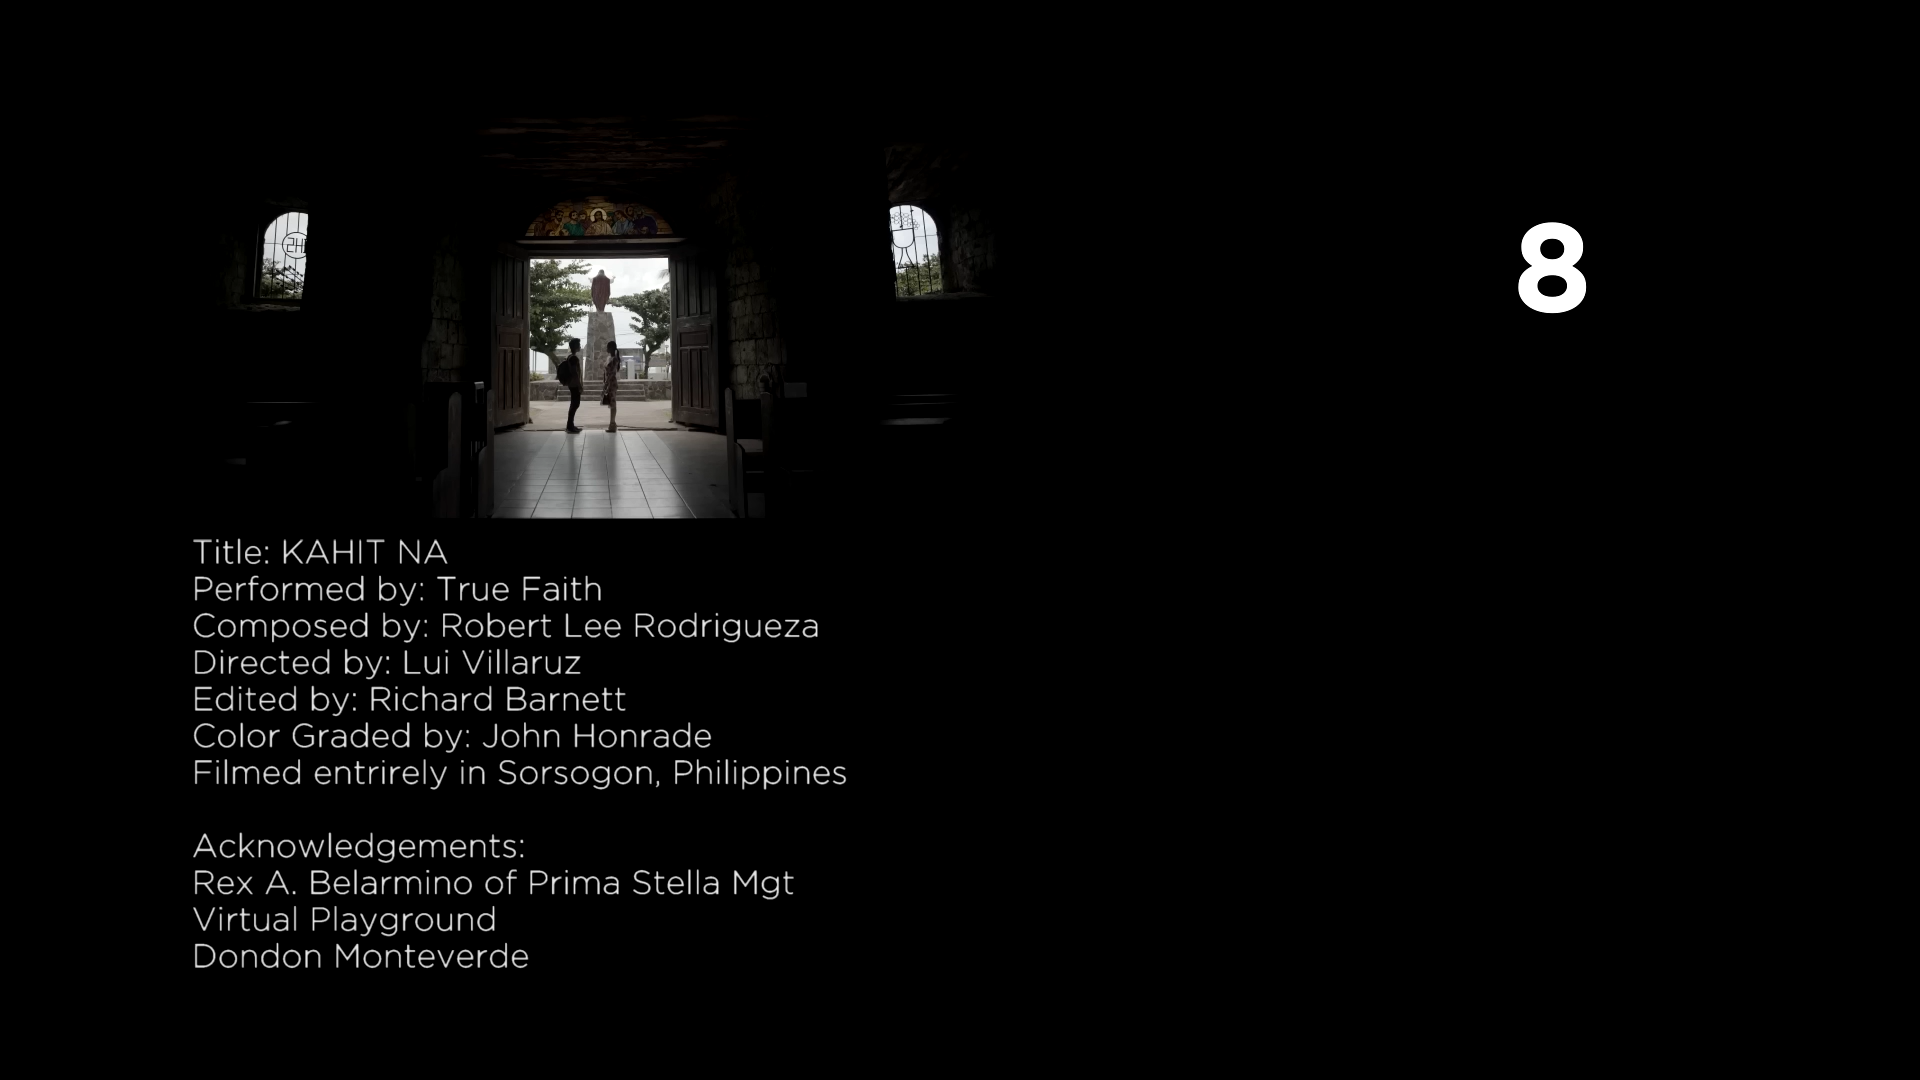 8
Title: KAHIT NA
Performed by: True Faith
Composed by: Robert Lee Rodrigueza
Directed by: Lui Villaruz
Edited by: Richard Barnett
Color Graded by: John Honrade
Filmed entrirely in Sorsogon, Philippines
Acknowledgements:
Rex A. Belarmino of Prima Stella Mgt
Virtual Playground
Dondon Monteverde